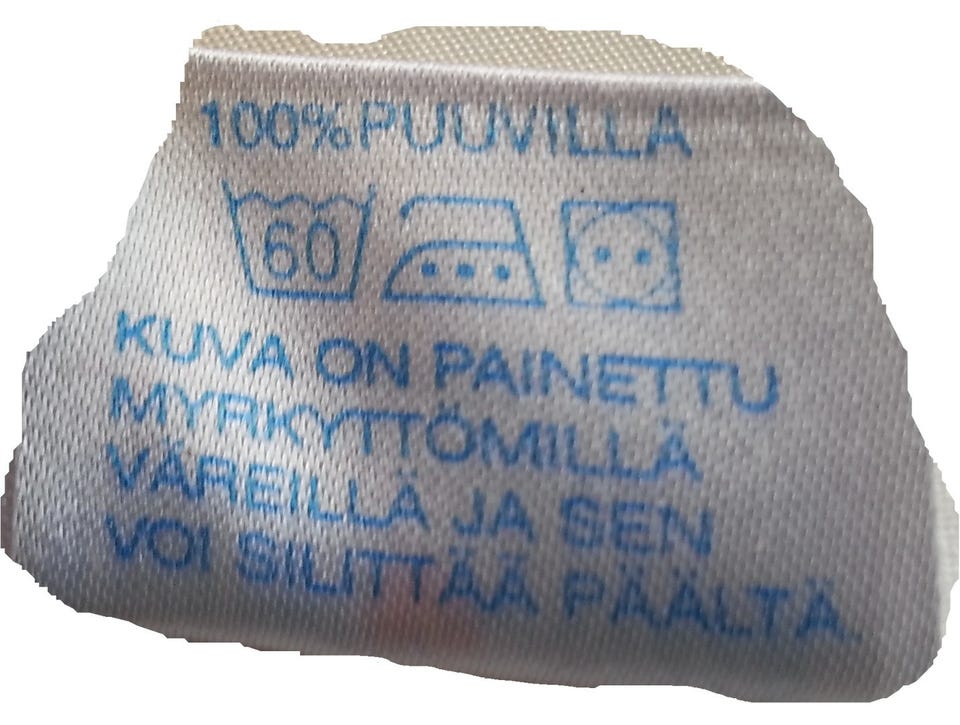 100% PUUVILLA
60
KUVA ON PAINETTU
MYRKYTTÖMILLÄ
VÄREILLÄ JA SEN
VOI SILITTÄÄ PÄÄLTÄ.